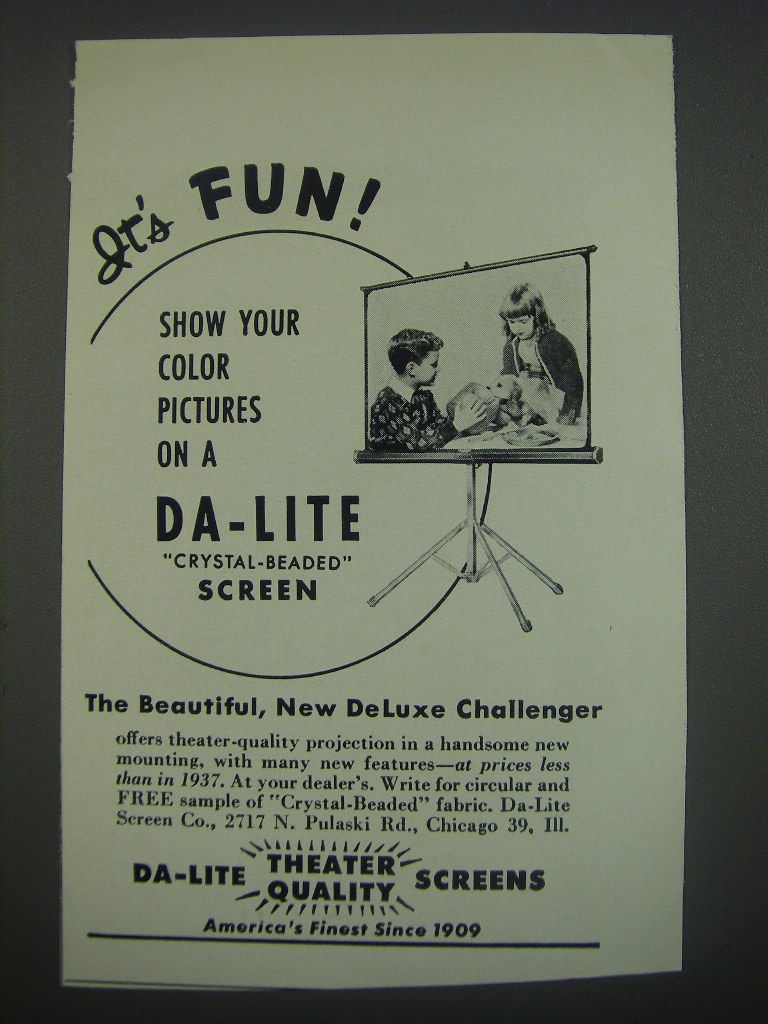 It's FUN!
SHOW YOUR
COLOR
PICTURES
ON A
DA-LITE
"CRYSTAL-BEADED"
SCREEN
The Beautiful, New DeLuxe Challenger
offers theater-quality projection in a handsome new
mounting, with many new features—at prices less
than in 1937. At your dealer's. Write for circular and
FREE sample of "Crystal-Beaded" fabric. Da-Lite
Screen Co., 2717 N. Pulaski Rd., Chicago 39, Ill.
DA-LITE THEATER QUALITY SCREENS
America's Finest Since 1909